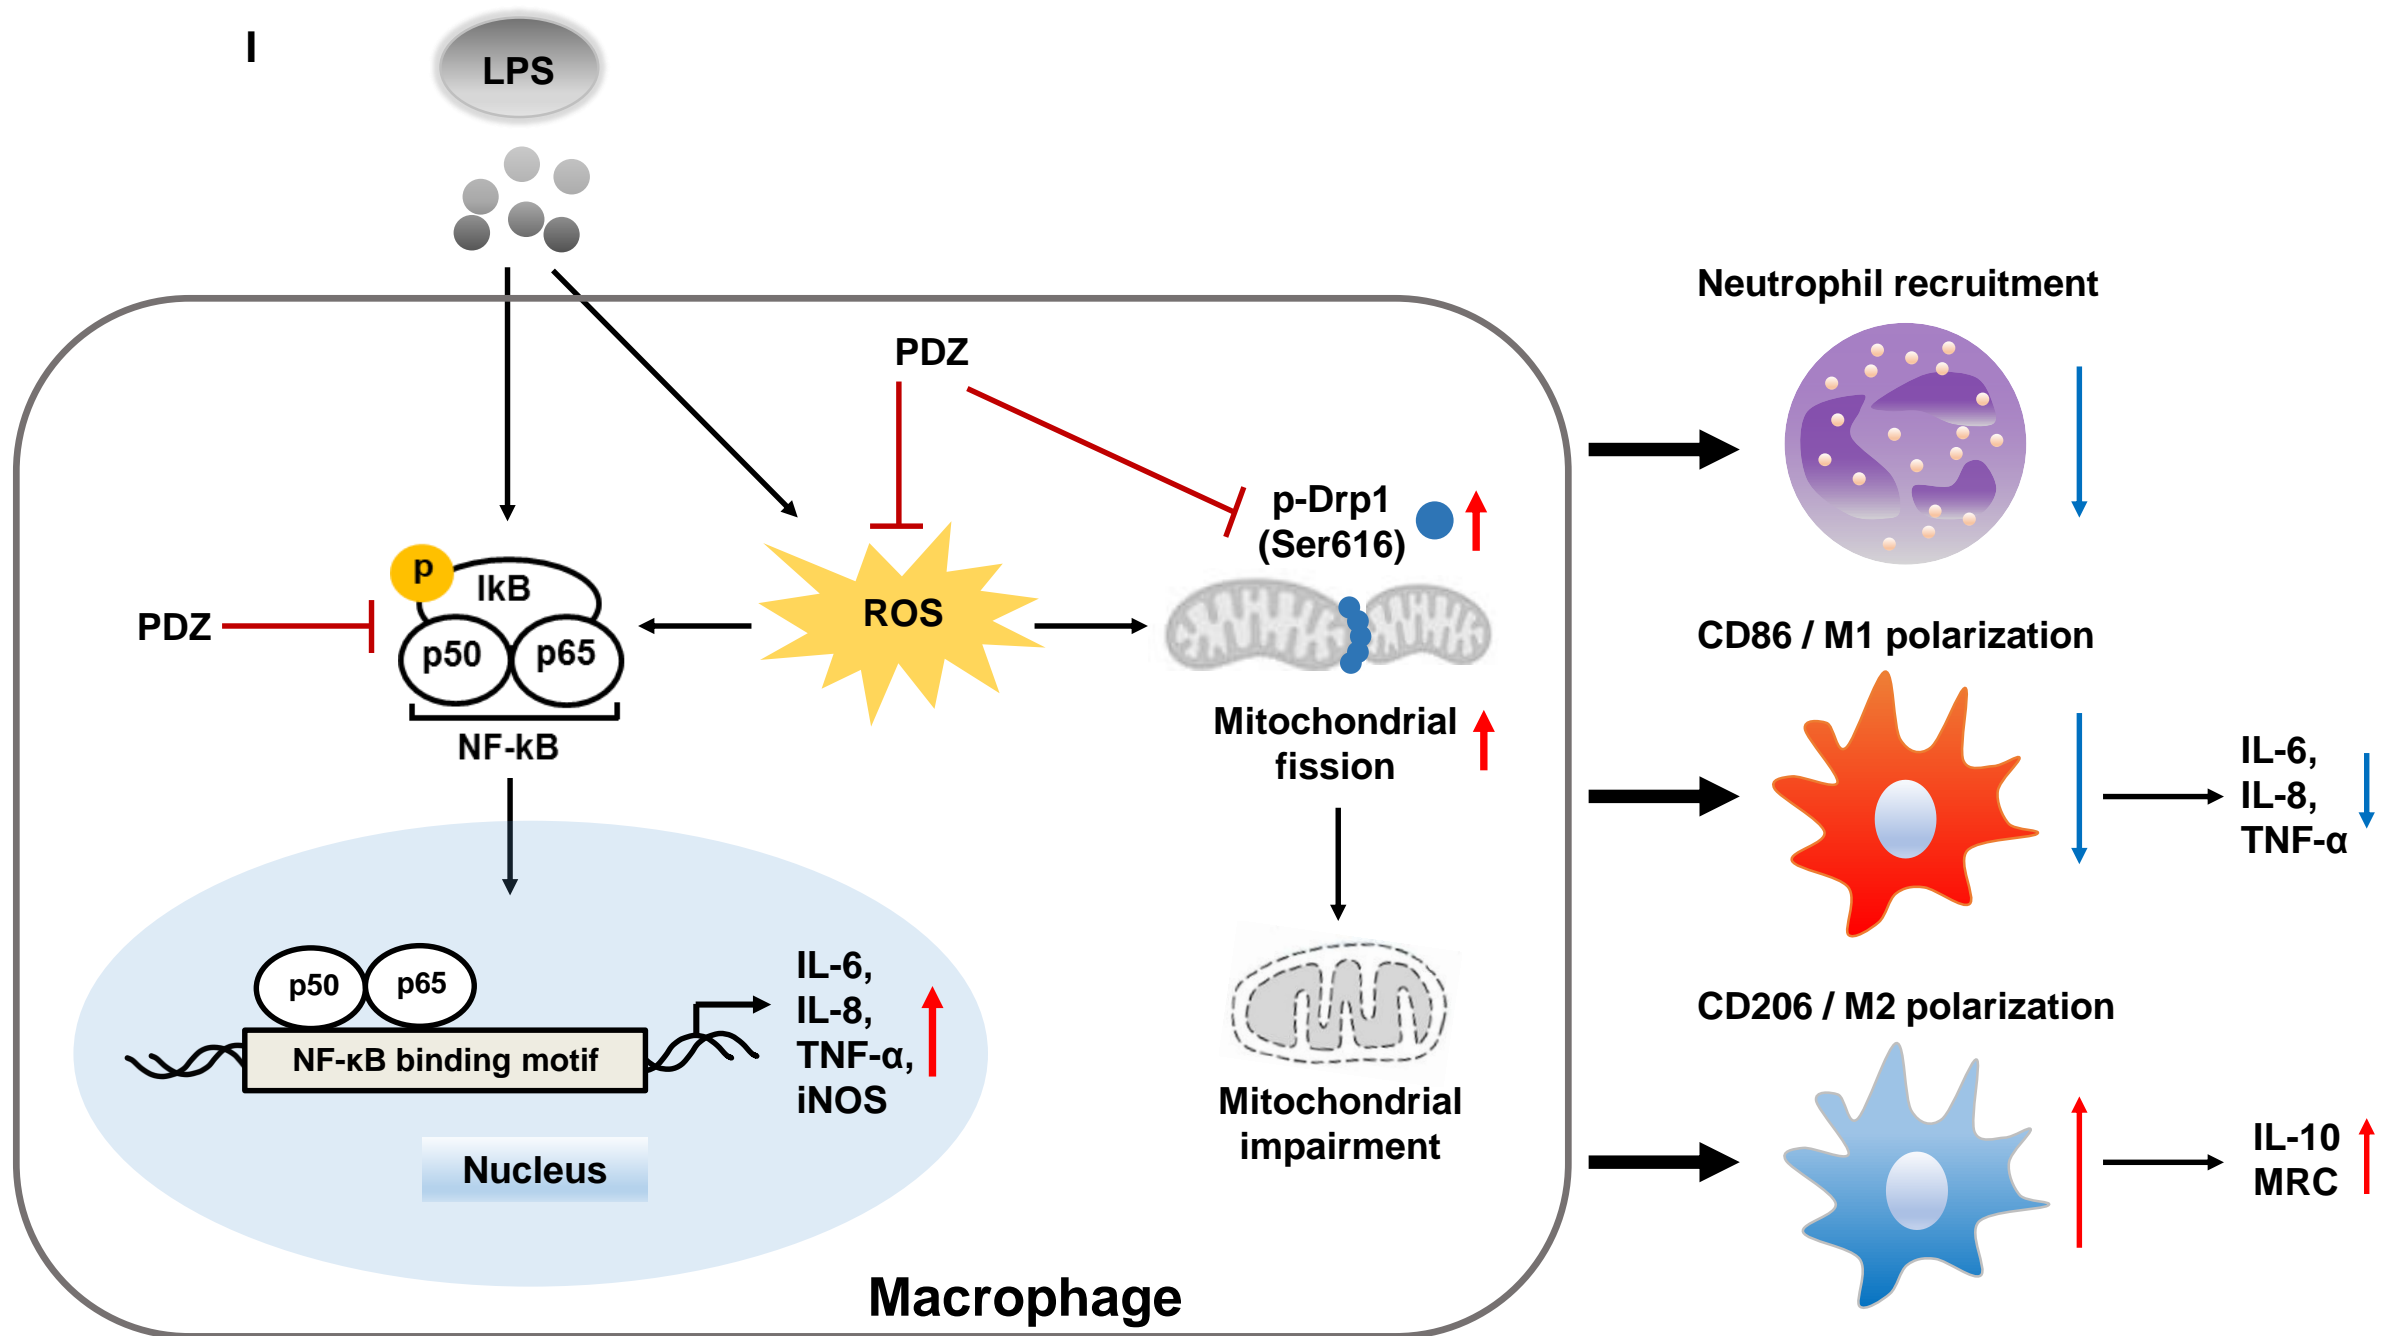 I
LPS
PDZ
p-Drp1
(Ser616)
p
IkB
p50
p65
NF-kB
PDZ
ROS
Mitochondrial
fission
p50
p65
NF-κB binding motif
IL-6,
IL-8,
TNF-α,
iNOS
Nucleus
Mitochondrial
impairment
Macrophage
Neutrophil recruitment
CD86 / M1 polarization
IL-6,
IL-8,
TNF-α
CD206 / M2 polarization
IL-10
MRC